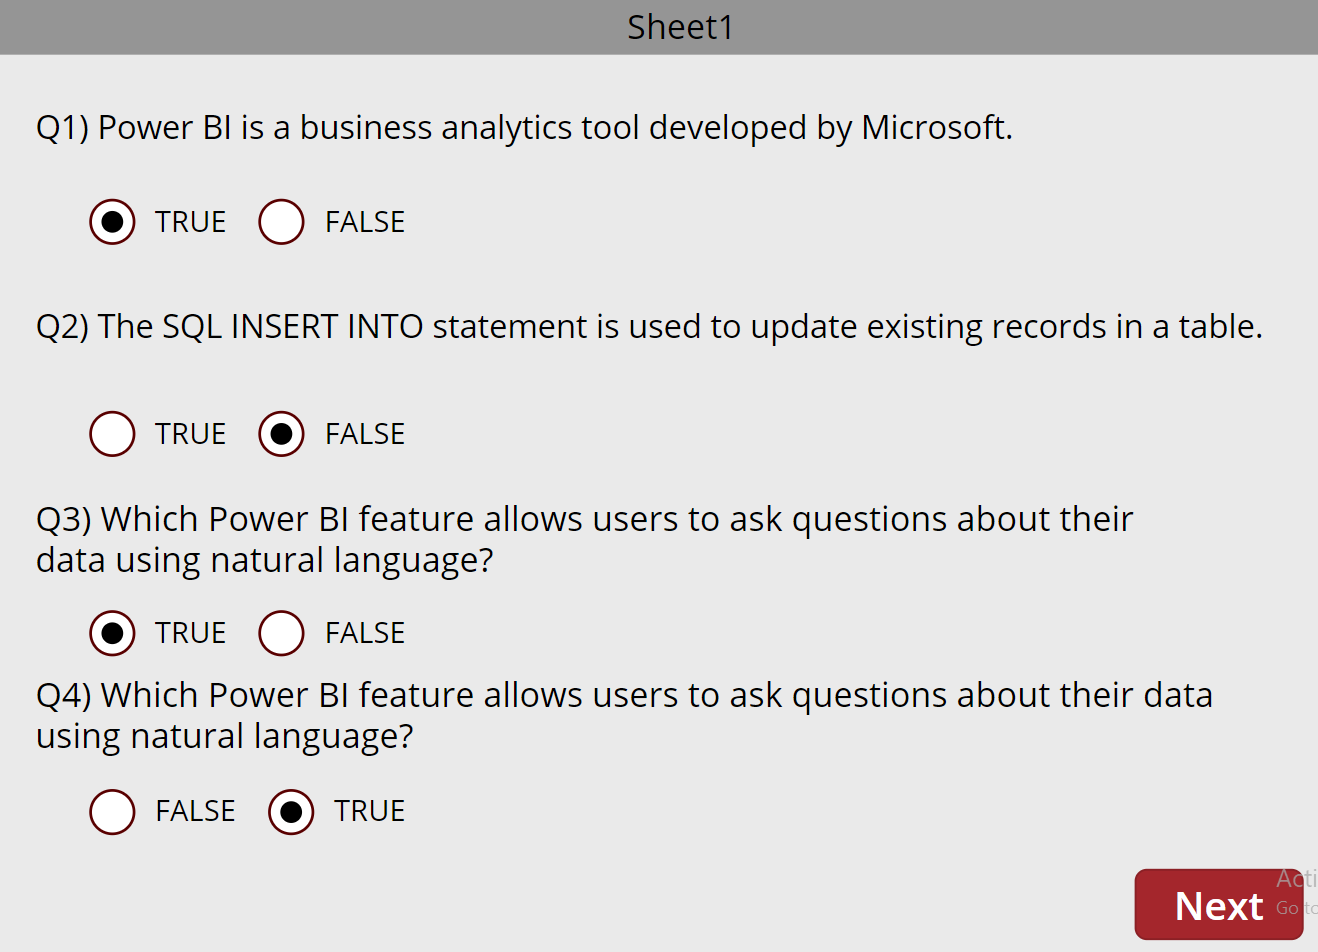 Sheet1
Q1) Power BI is a business analytics tool developed by Microsoft.
TRUE FALSE
Q2) The SQL INSERT INTO statement is used to update existing records in a table.
TRUE FALSE
Q3) Which Power BI feature allows users to ask questions about their
data using natural language?
TRUE FALSE
Q4) Which Power BI feature allows users to ask questions about their data
using natural language?
FALSE TRUE
Next
Go to